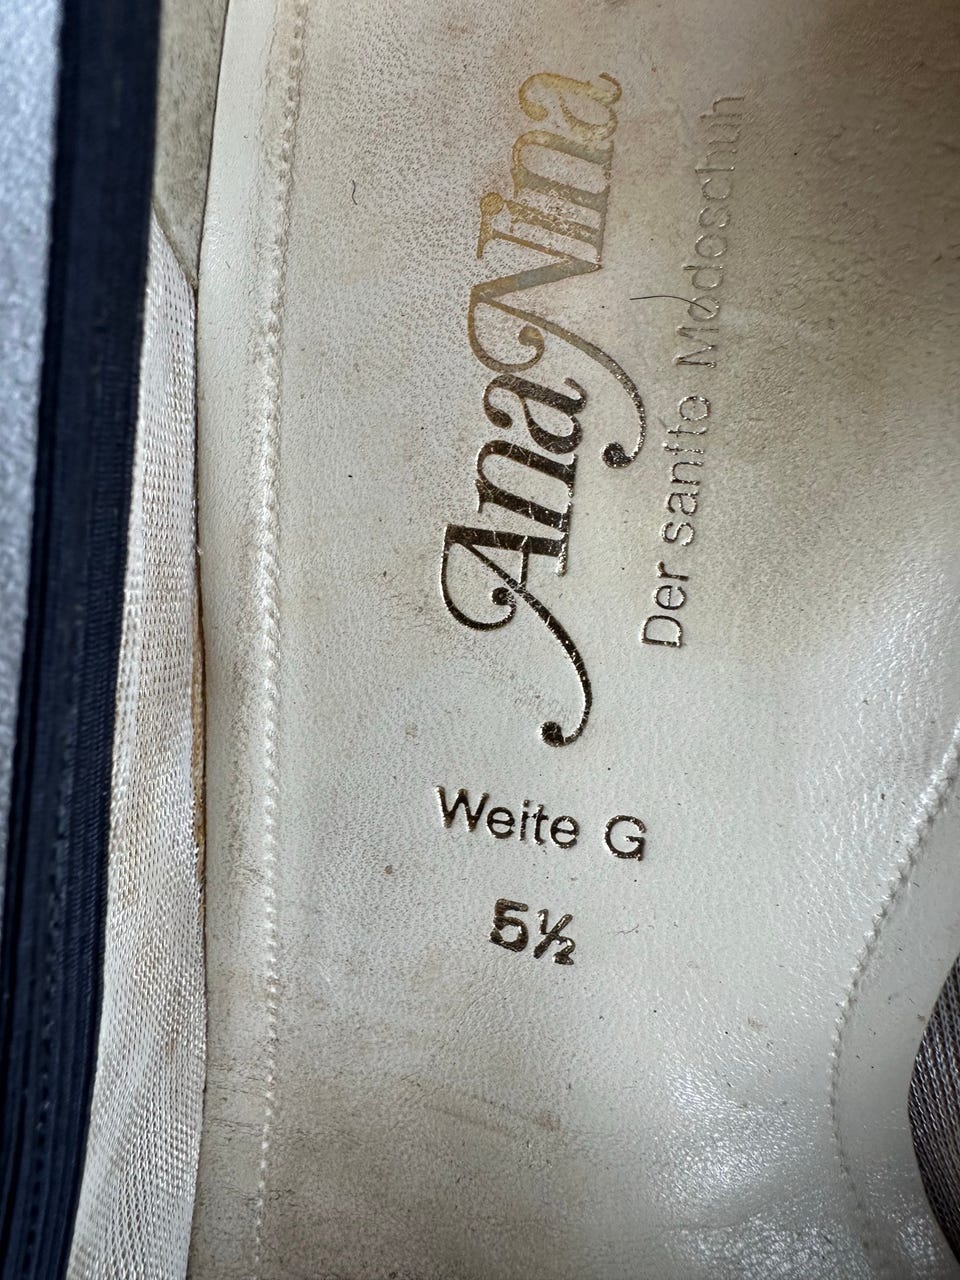 AnaNina
Der sanfte Modeschuh
Weite G
5½